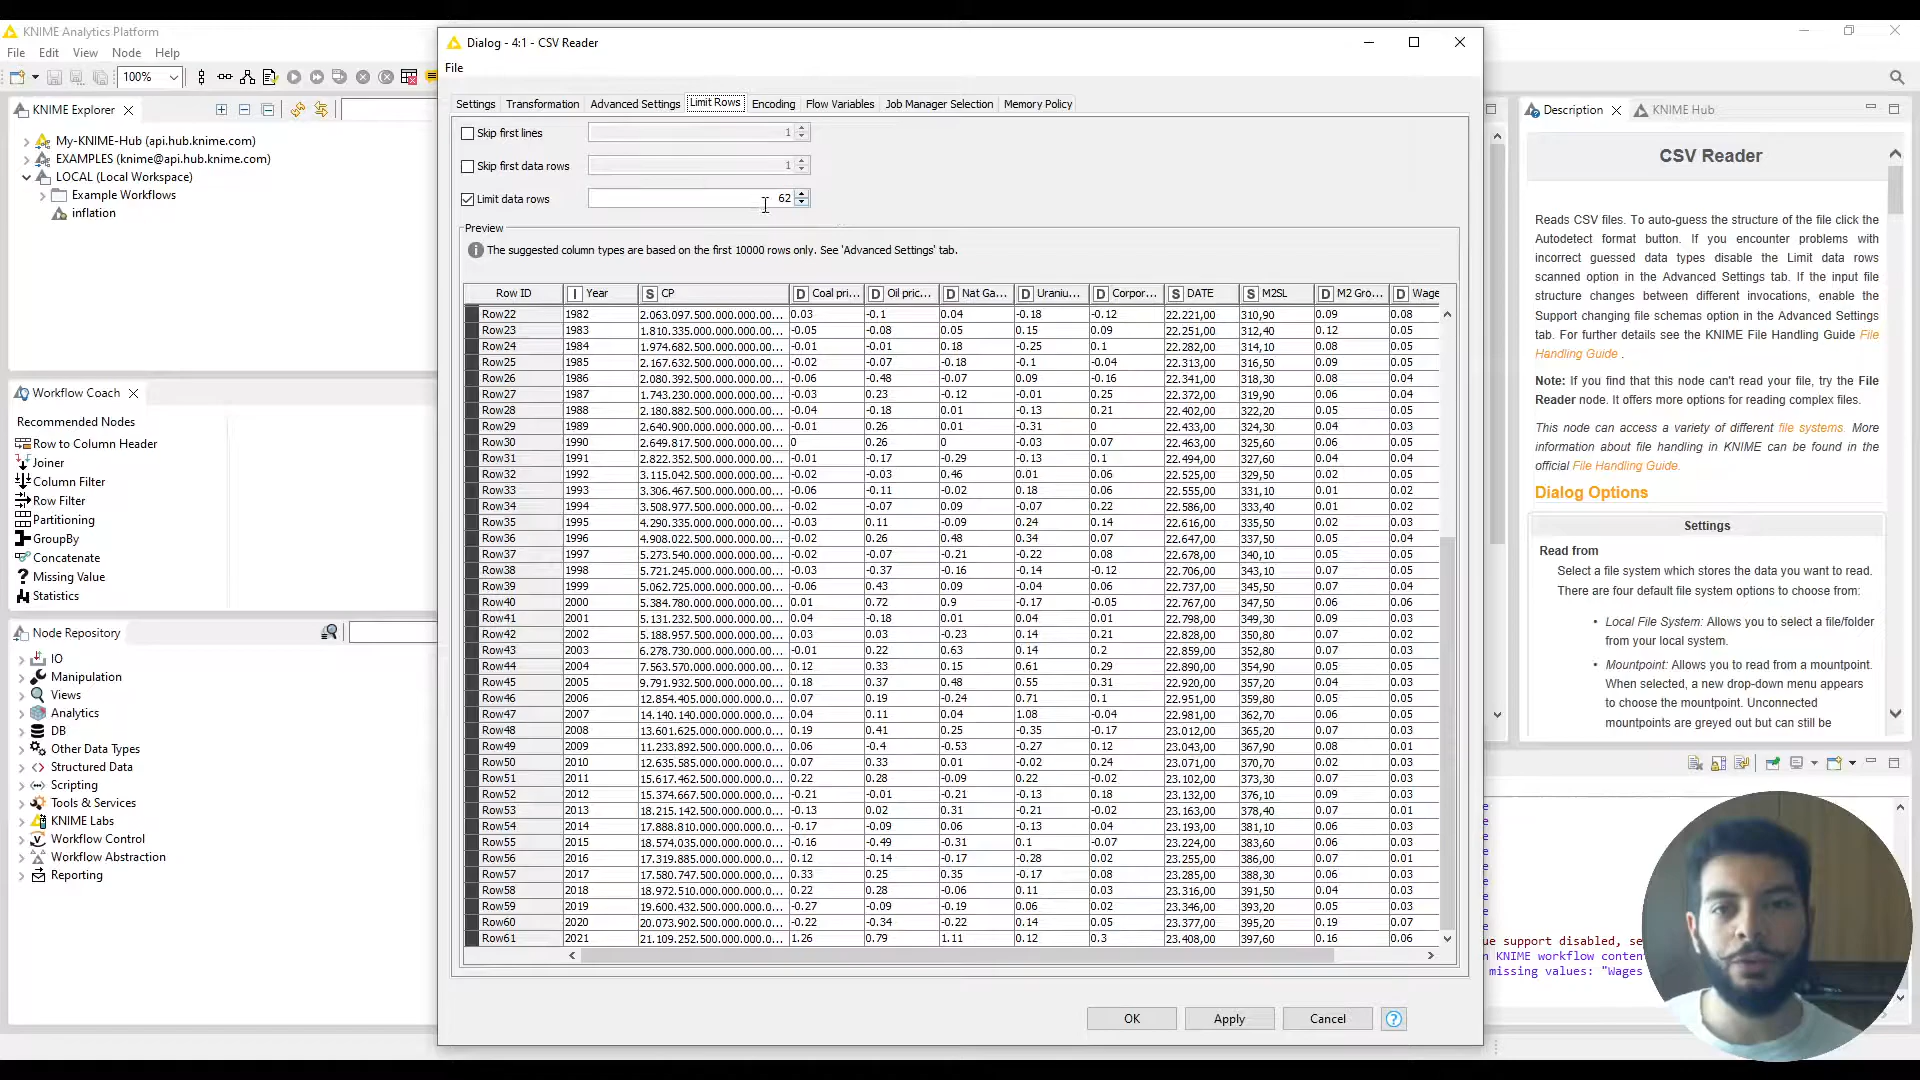 KNIME Analytics Platform
File Edit View Node Help
100%
KNIME Explorer
My-KNIME-Hub (api.hub.knime.com)
EXAMPLES (knime@api.hub.knime.com)
LOCAL (Local Workspace)
Example Workflows
inflation
Workflow Coach
Recommended Nodes
Row to Column Header
Joiner
Column Filter
Row Filter
Partitioning
GroupBy
Concatenate
Missing Value
Statistics
Node Repository
IO
Manipulation
Views
Analytics
DB
Other Data Types
Structured Data
Scripting
Tools & Services
KNIME Labs
Workflow Control
Workflow Abstraction
Reporting
Dialog - 4:1 - CSV Reader
File
Settings Transformation Advanced Settings Limit Rows Encoding Flow Variables Job Manager Selection Memory Policy
Skip first lines 1
Skip first data rows 1
Limit data rows 62
Preview
The suggested column types are based on the first 10000 rows only. See 'Advanced Settings' tab.
Row ID I Year S CP D Coal pri... D Oil pric... D Nat Ga... D Uraniu... D Corpor... S DATE S M2SL D M2 Gro... D Wage
Row22 1982 2.063.097.500.000.000.00... 0.03 -0.1 0.04 -0.18 -0.12 22.221,00 310,90 0.09 0.08
Row23 1983 1.810.335.000.000.000.00... -0.05 -0.08 0.05 0.15 0.09 22.251,00 312,40 0.12 0.05
Row24 1984 1.974.682.500.000.000.00... -0.01 -0.01 0.18 -0.25 0.1 22.282,00 314,10 0.08 0.05
Row25 1985 2.167.632.500.000.000.00... -0.02 -0.07 -0.18 -0.1 -0.04 22.313,00 316,50 0.09 0.05
Row26 1986 2.080.392.500.000.000.00... -0.06 -0.48 -0.07 0.09 -0.16 22.341,00 318,30 0.08 0.04
Row27 1987 1.743.230.000.000.000.00... -0.03 0.23 -0.12 -0.01 0.25 22.372,00 319,90 0.06 0.04
Row28 1988 2.180.882.500.000.000.00... -0.04 -0.18 0.01 -0.13 0.21 22.402,00 322,20 0.05 0.05
Row29 1989 2.640.900.000.000.000.00... -0.01 0.26 0.01 -0.31 0 22.433,00 324,30 0.04 0.03
Row30 1990 2.649.817.500.000.000.00... 0 0.26 0 -0.03 0.07 22.463,00 325,60 0.06 0.05
Row31 1991 2.822.352.500.000.000.00... -0.01 -0.17 -0.29 -0.13 0.1 22.494,00 327,60 0.04 0.04
Row32 1992 3.115.042.500.000.000.00... -0.02 -0.03 0.46 0.01 0.06 22.525,00 329,50 0.02 0.05
Row33 1993 3.306.467.500.000.000.00... -0.06 -0.11 -0.02 0.18 0.06 22.555,00 331,10 0.01 0.02
Row34 1994 3.508.977.500.000.000.00... -0.02 -0.07 0.09 -0.07 0.22 22.586,00 333,40 0.01 0.02
Row35 1995 4.290.335.000.000.000.00... -0.03 0.11 -0.09 0.24 0.14 22.616,00 335,50 0.02 0.03
Row36 1996 4.908.022.500.000.000.00... -0.02 0.26 0.48 0.34 0.07 22.647,00 337,50 0.05 0.04
Row37 1997 5.273.540.000.000.000.00... -0.02 -0.07 -0.21 -0.22 0.08 22.678,00 340,10 0.05 0.05
Row38 1998 5.721.245.000.000.000.00... -0.03 -0.37 -0.16 -0.14 -0.12 22.706,00 343,10 0.07 0.05
Row39 1999 5.062.725.000.000.000.00... -0.06 0.43 0.09 -0.04 0.06 22.737,00 345,50 0.07 0.04
Row40 2000 5.384.780.000.000.000.00... 0.01 0.72 0.9 -0.17 -0.05 22.767,00 347,50 0.06 0.06
Row41 2001 5.131.232.500.000.000.00... 0.04 -0.18 0.01 0.04 0.01 22.798,00 349,30 0.09 0.03
Row42 2002 5.188.957.500.000.000.00... 0.03 0.03 -0.23 0.14 0.21 22.828,00 350,80 0.07 0.02
Row43 2003 6.278.730.000.000.000.00... -0.01 0.22 0.63 0.14 0.2 22.859,00 352,80 0.07 0.03
Row44 2004 7.563.570.000.000.000.00... 0.12 0.33 0.15 0.61 0.29 22.890,00 354,90 0.05 0.05
Row45 2005 9.791.932.500.000.000.00... 0.18 0.37 0.48 0.55 0.31 22.920,00 357,20 0.04 0.03
Row46 2006 12.854.405.000.000.000.0... 0.07 0.19 -0.24 0.71 0.1 22.951,00 359,80 0.05 0.05
Row47 2007 14.140.140.000.000.000.0... 0.04 0.11 0.04 1.08 -0.04 22.981,00 362,70 0.06 0.05
Row48 2008 13.601.625.000.000.000.0... 0.19 0.41 0.25 -0.35 -0.17 23.012,00 365,20 0.07 0.03
Row49 2009 11.233.892.500.000.000.0... 0.06 -0.4 -0.53 -0.27 0.12 23.043,00 367,90 0.08 0.01
Row50 2010 12.635.585.000.000.000.0... 0.07 0.33 0.01 -0.02 0.24 23.071,00 370,70 0.02 0.03
Row51 2011 15.617.462.500.000.000.0... 0.22 0.28 -0.09 0.22 -0.02 23.102,00 373,30 0.07 0.03
Row52 2012 15.374.667.500.000.000.0... -0.21 -0.01 -0.21 -0.13 0.18 23.132,00 376,10 0.09 0.03
Row53 2013 18.215.142.500.000.000.0... -0.13 0.02 0.31 -0.21 -0.02 23.163,00 378,40 0.07 0.01
Row54 2014 17.888.810.000.000.000.0... -0.17 -0.09 0.06 -0.13 0.04 23.193,00 381,10 0.06 0.03
Row55 2015 18.574.035.000.000.000.0... -0.16 -0.49 -0.31 0.1 -0.07 23.224,00 383,60 0.06 0.03
Row56 2016 17.319.885.000.000.000.0... 0.12 -0.14 -0.17 -0.28 0.02 23.255,00 386,00 0.07 0.01
Row57 2017 17.580.747.500.000.000.0... 0.33 0.25 0.35 -0.17 0.08 23.285,00 388,30 0.06 0.03
Row58 2018 18.972.510.000.000.000.0... 0.22 0.28 -0.06 0.11 0.03 23.316,00 391,50 0.04 0.03
Row59 2019 19.600.432.500.000.000.0... -0.27 -0.09 -0.19 0.06 0.02 23.346,00 393,20 0.05 0.03
Row60 2020 20.073.902.500.000.000.0... -0.22 -0.34 -0.22 0.14 0.05 23.377,00 395,20 0.19 0.07
Row61 2021 21.109.252.500.000.000.0... 1.26 0.79 1.11 0.12 0.3 23.408,00 397,60 0.16 0.06
OK Apply Cancel
Description KNIME Hub
CSV Reader
Reads CSV files. To auto-guess the structure of the file click the
Autodetect format button. If you encounter problems with
incorrect guessed data types disable the Limit data rows
scanned option in the Advanced Settings tab. If the input file
structure changes between different invocations, enable the
Support changing file schemas option in the Advanced Settings
tab. For further details see the KNIME File Handling Guide File
Handling Guide .
Note: If you find that this node can't read your file, try the File
Reader node. It offers more options for reading complex files.
This node can access a variety of different file systems. More
information about file handling in KNIME can be found in the
official File Handling Guide.
Dialog Options
Settings
Read from
Select a file system which stores the data you want to read.
There are four default file system options to choose from:
• Local File System: Allows you to select a file/folder
from your local system.
• Mountpoint: Allows you to read from a mountpoint.
When selected, a new drop-down menu appears
to choose the mountpoint. Unconnected
mountpoints are greyed out but can still be
ue support disabled, se
n KNIME workflow conten
missing values: "Wages